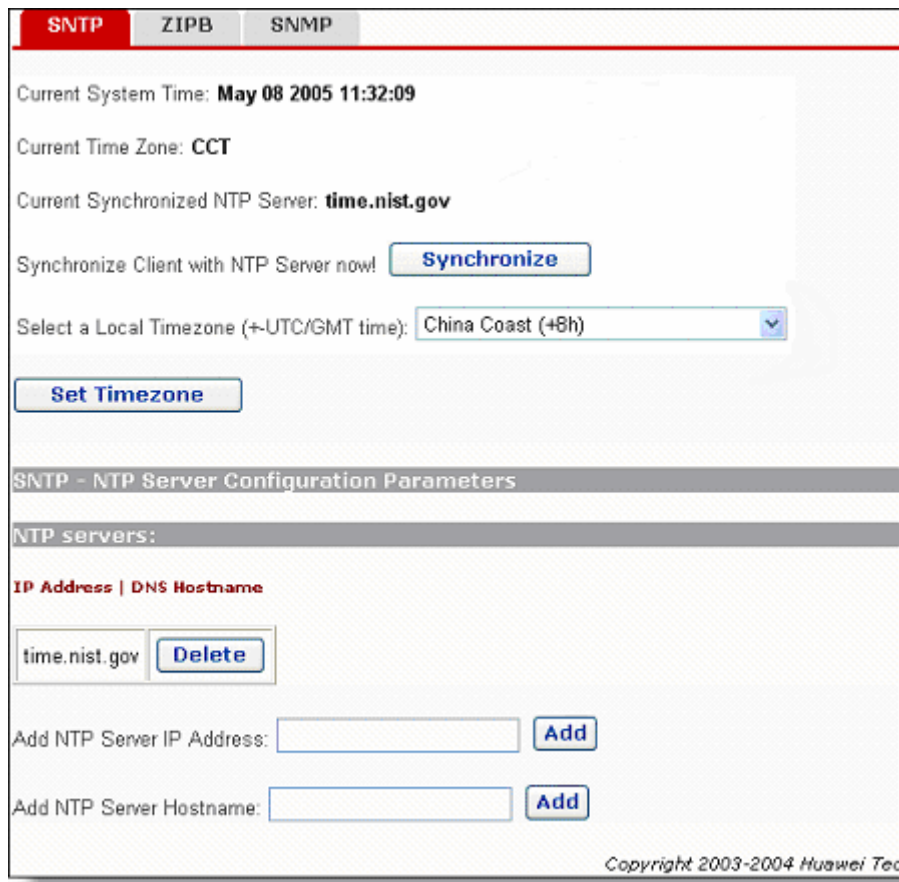 SNTP ZIPB SNMP
Current System Time: May 08 2005 11:32:09
Current Time Zone: CCT
Current Synchronized NTP Server: time.nist.gov
Synchronize Client with NTP Server now! Synchronize
Select a Local Timezone (+-UTC/GMT time): China Coast (+8h)
Set Timezone
SNTP - NTP Server Configuration Parameters
NTP servers:
IP Address | DNS Hostname
time.nist.gov Delete
Add NTP Server IP Address: Add
Add NTP Server Hostname: Add
Copyright 2003-2004 Huawei Tec